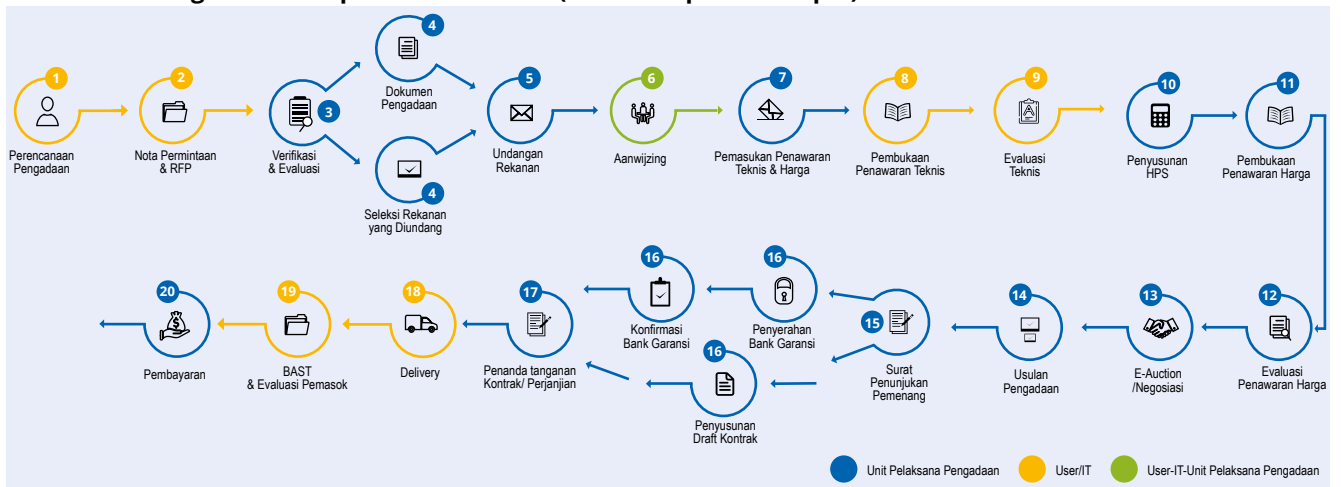 1
Perencanaan
Pengadaan
2
Nota Permintaan
& RFP
3
Verifikasi
& Evaluasi
4
Dokumen
Pengadaan
4
Seleksi Rekanan
yang Diundang
5
Undangan
Rekanan
6
Aanwijzing
7
Pemasukan Penawaran
Teknis & Harga
8
Pembukaan
Penawaran Teknis
9
Evaluasi
Teknis
10
Penyusunan
HPS
11
Pembukaan
Penawaran Harga
12
Evaluasi
Penawaran Harga
13
E-Auction
/Negosiasi
14
Usulan
Pengadaan
15
Surat
Penunjukan
Pemenang
16
Penyerahan
Bank Garansi
16
Konfirmasi
Bank Garansi
16
Penyusunan
Draft Kontrak
17
Penanda tanganan
Kontrak/ Perjanjian
18
Delivery
19
BAST
& Evaluasi Pemasok
20
Pembayaran
Unit Pelaksana Pengadaan
User/IT
User-IT-Unit Pelaksana Pengadaan